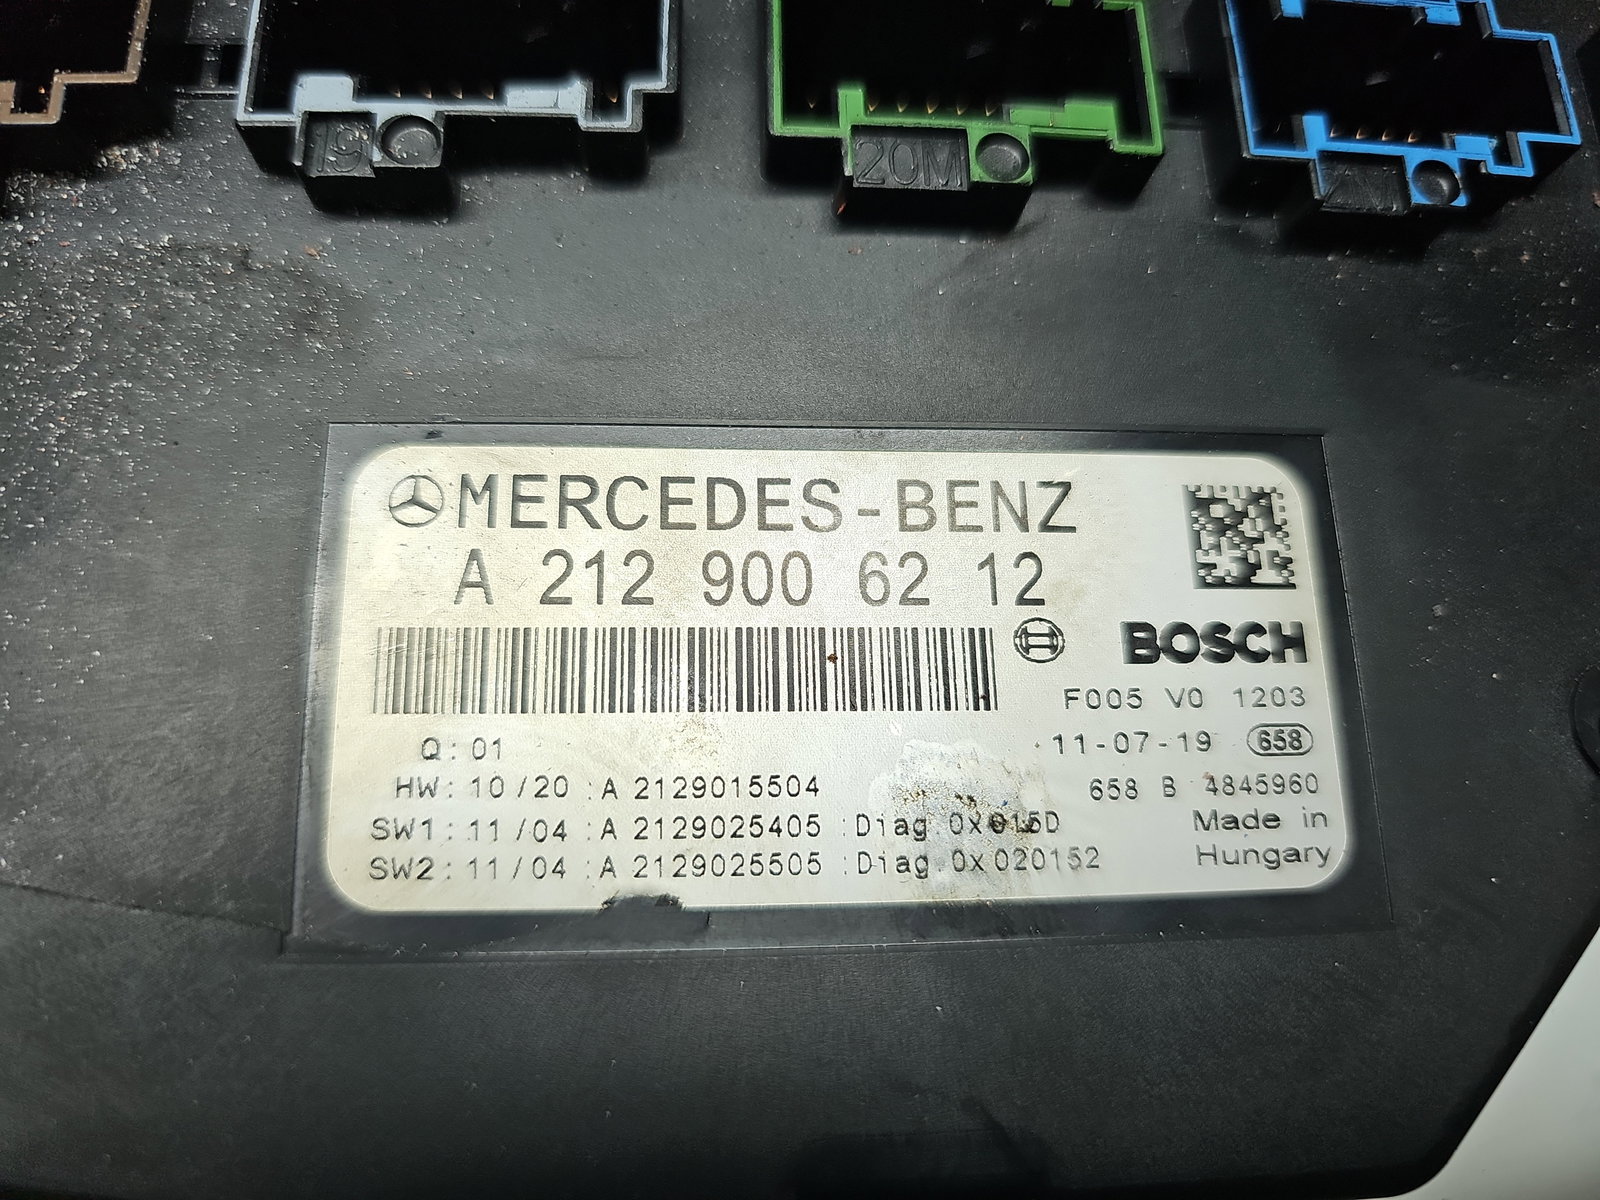 19
20M
MERCEDES-BENZ
A 212 900 62 12
BOSCH
F005 V0 1203
Q: 01
11-07-19 658
HW: 10/20 :A 2129015504
658 B 4845960
SW1: 11/04 :A 2129025405 :Diag.0X015D
Made in
SW2: 11/04 :A 2129025505 :Diag.0X020152
Hungary